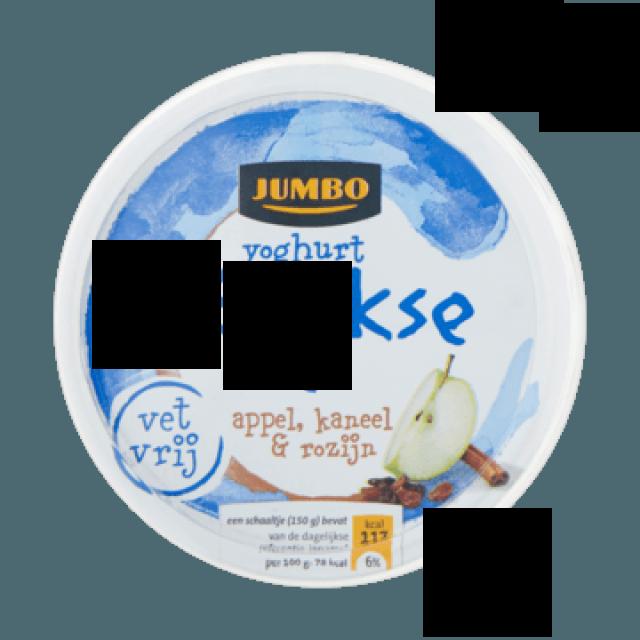 JUMBO
yoghurt
kse
appel, kaneel
& rozijn
vet
vrij
een schaaltje (150 g) bevat
van de dagelijkse
kcal
117
6%
per 100 g: 78 kcal